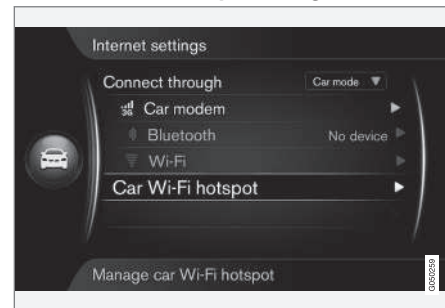 Internet settings
Connect through Car mode
3G Car modem
Bluetooth No device
Wi-Fi
Car Wi-Fi hotspot
Manage car Wi-Fi hotspot
G050259